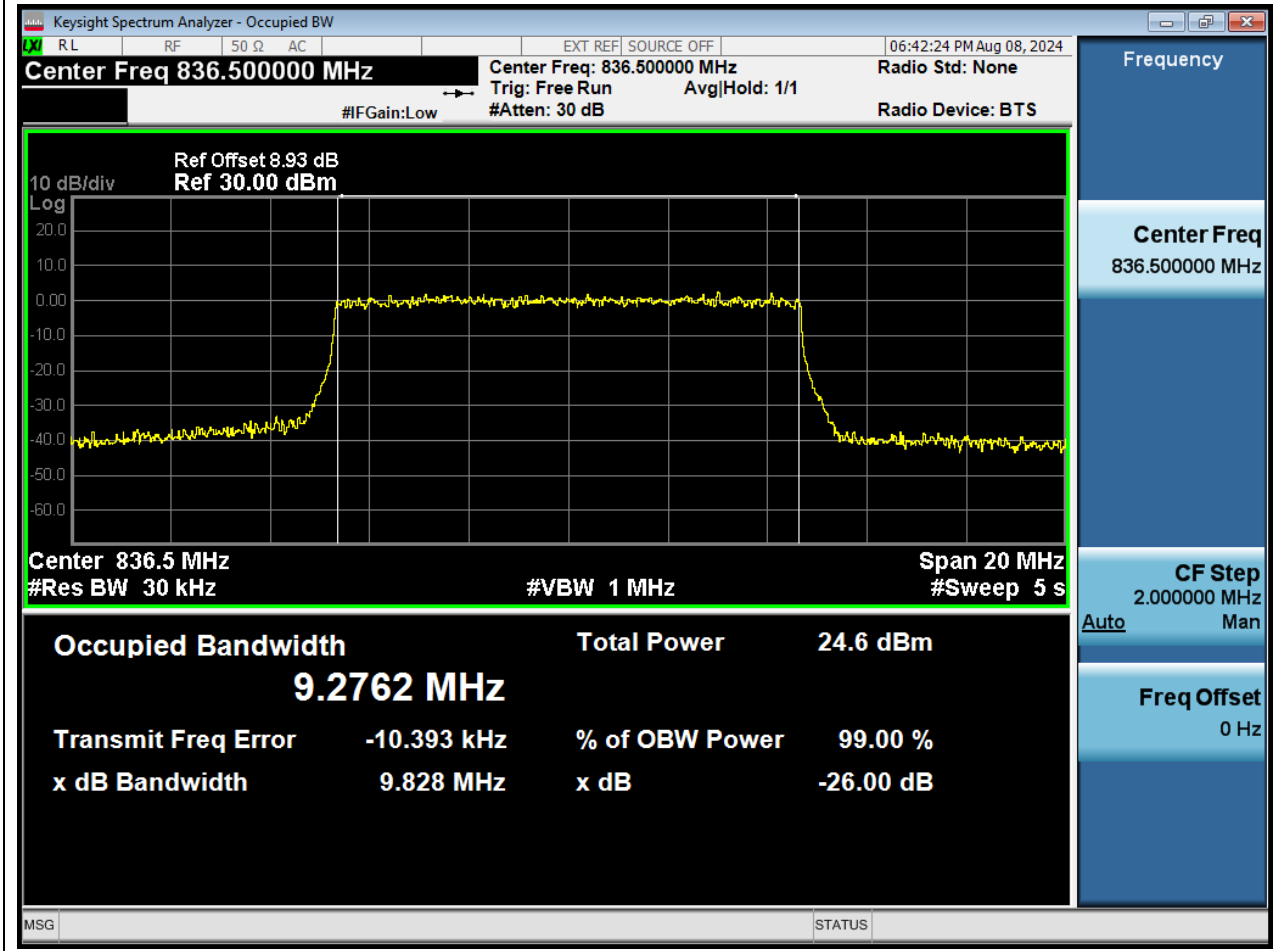 Keysight Spectrum Analyzer - Occupied BW
LXI RL RF 50 Ω AC EXT REF SOURCE OFF 06:42:24 PM Aug 08, 2024
Center Freq 836.500000 MHz
Center Freq: 836.500000 MHz Radio Std: None
Trig: Free Run Avg|Hold: 1/1
#IFGain:Low #Atten: 30 dB Radio Device: BTS
Ref Offset 8.93 dB
10 dB/div Ref 30.00 dBm
Log
20.0
10.0
0.00
-10.0
-20.0
-30.0
-40.0
-50.0
-60.0
Center 836.5 MHz Span 20 MHz
#Res BW 30 kHz #VBW 1 MHz #Sweep 5 s
Occupied Bandwidth Total Power 24.6 dBm
9.2762 MHz
Transmit Freq Error -10.393 kHz % of OBW Power 99.00 %
x dB Bandwidth 9.828 MHz x dB -26.00 dB
Frequency
Center Freq
836.500000 MHz
CF Step
2.000000 MHz
Auto Man
Freq Offset
0 Hz
MSG STATUS